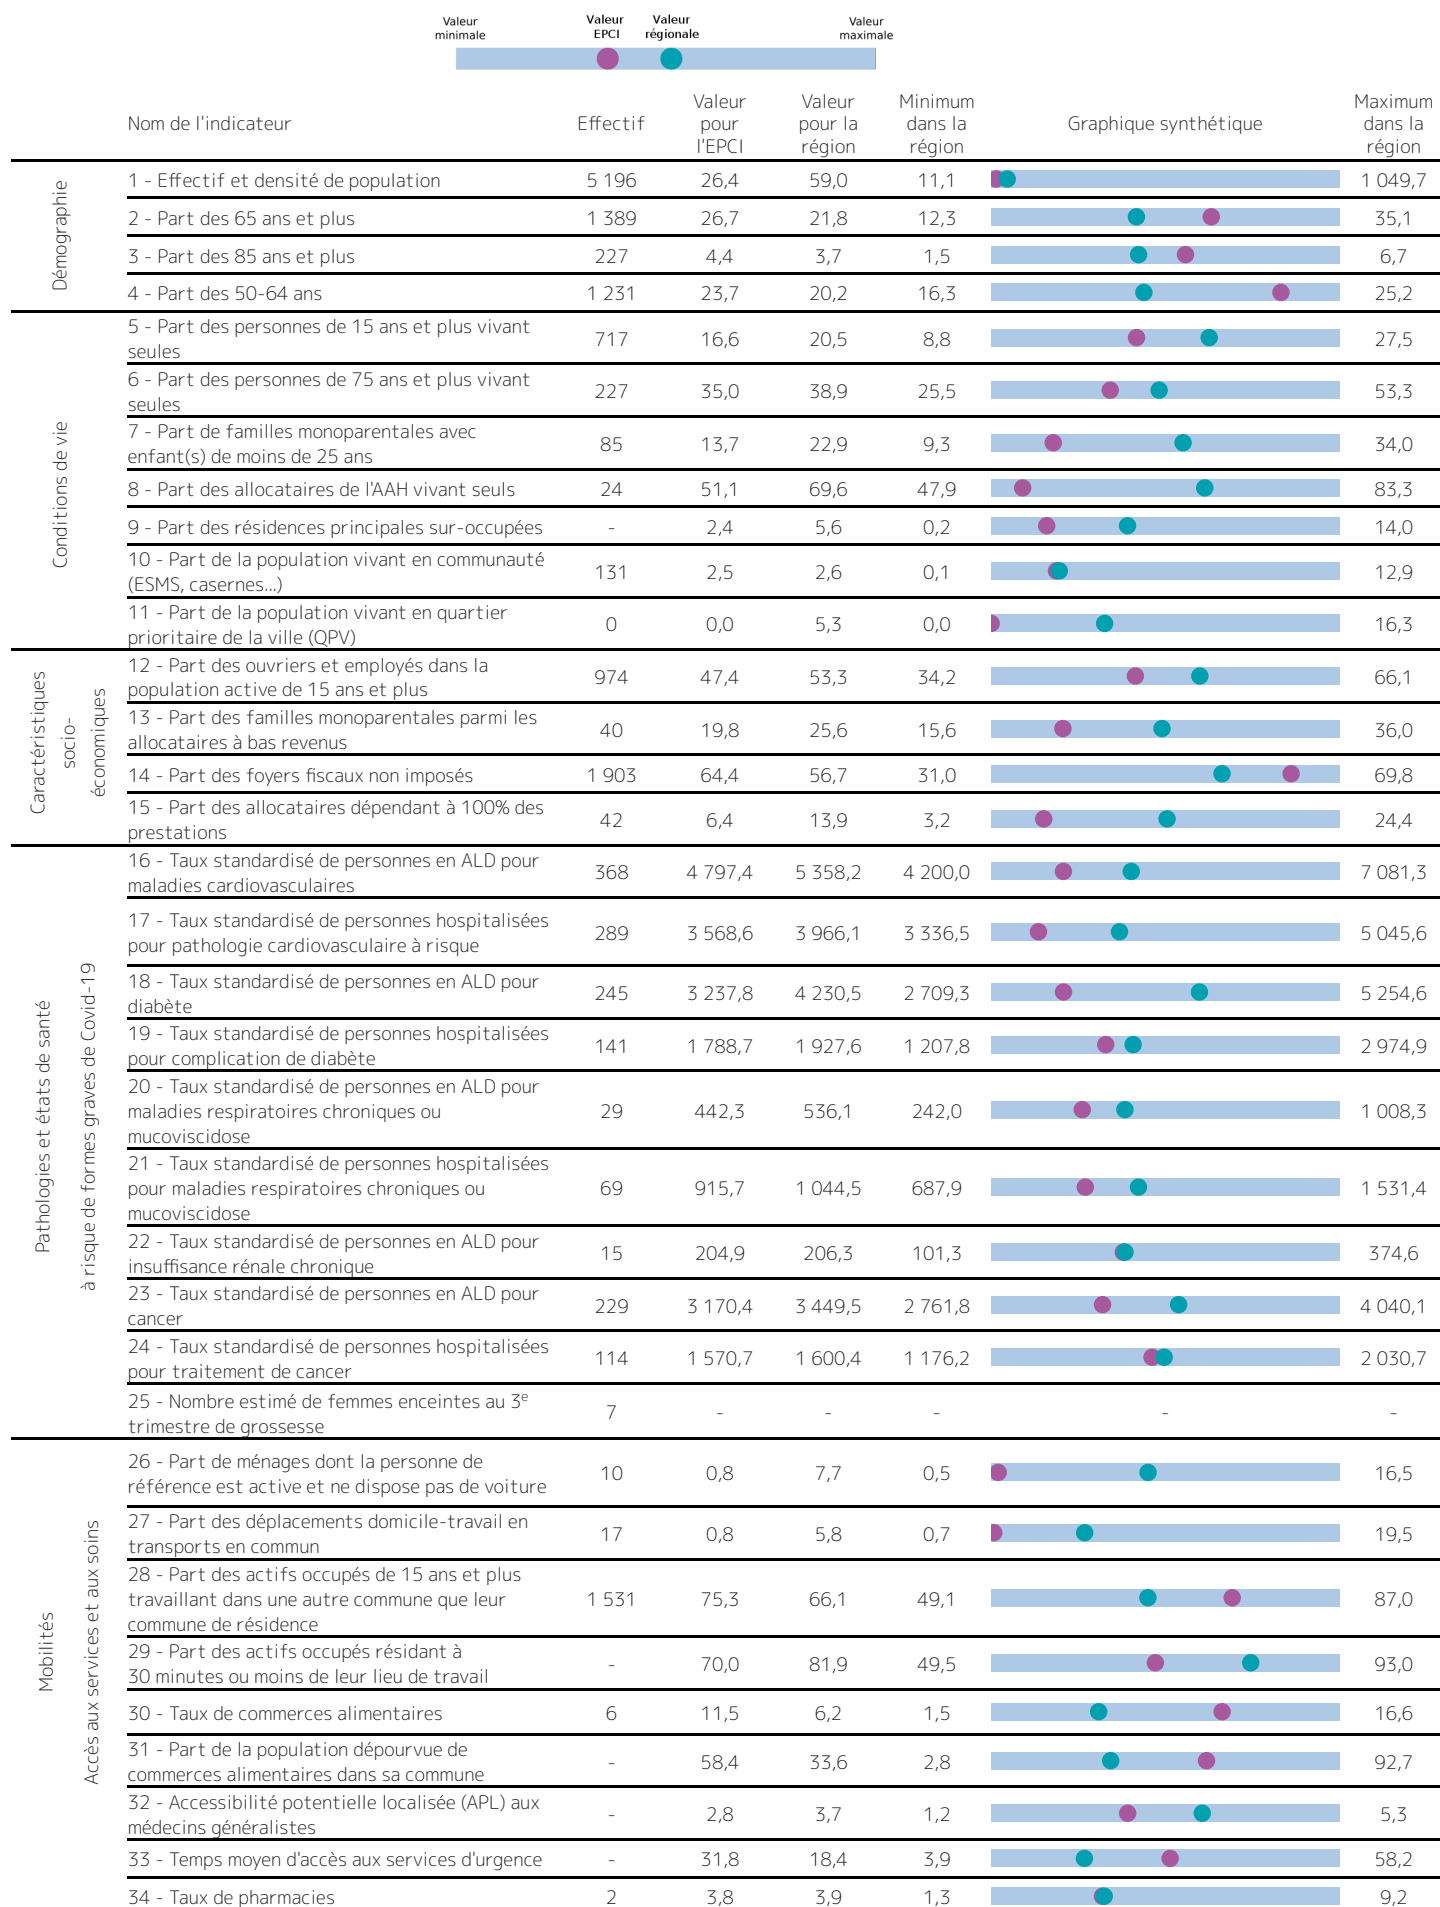 Valeur minimale
Valeur EPCI
Valeur régionale
Valeur maximale
Nom de l'indicateur
Effectif
Valeur pour l'EPCI
Valeur pour la région
Minimum dans la région
Graphique synthétique
Maximum dans la région
Démographie
1 - Effectif et densité de population 5 196 26,4 59,0 11,1 1 049,7
2 - Part des 65 ans et plus 1 389 26,7 21,8 12,3 35,1
3 - Part des 85 ans et plus 227 4,4 3,7 1,5 6,7
4 - Part des 50-64 ans 1 231 23,7 20,2 16,3 25,2
Conditions de vie
5 - Part des personnes de 15 ans et plus vivant
seules 717 16,6 20,5 8,8 27,5
6 - Part des personnes de 75 ans et plus vivant
seules 227 35,0 38,9 25,5 53,3
7 - Part de familles monoparentales avec
enfant(s) de moins de 25 ans 85 13,7 22,9 9,3 34,0
8 - Part des allocataires de l'AAH vivant seuls 24 51,1 69,6 47,9 83,3
9 - Part des résidences principales sur-occupées - 2,4 5,6 0,2 14,0
10 - Part de la population vivant en communauté
(ESMS, casernes...) 131 2,5 2,6 0,1 12,9
11 - Part de la population vivant en quartier
prioritaire de la ville (QPV) 0 0,0 5,3 0,0 16,3
Caractéristiques
socio-
économiques
12 - Part des ouvriers et employés dans la
population active de 15 ans et plus 974 47,4 53,3 34,2 66,1
13 - Part des familles monoparentales parmi les
allocataires à bas revenus 40 19,8 25,6 15,6 36,0
14 - Part des foyers fiscaux non imposés 1 903 64,4 56,7 31,0 69,8
15 - Part des allocataires dépendant à 100% des
prestations 42 6,4 13,9 3,2 24,4
Pathologies et états de santé
à risque de formes graves de Covid-19
16 - Taux standardisé de personnes en ALD pour
maladies cardiovasculaires 368 4 797,4 5 358,2 4 200,0 7 081,3
17 - Taux standardisé de personnes hospitalisées
pour pathologie cardiovasculaire à risque 289 3 568,6 3 966,1 3 336,5 5 045,6
18 - Taux standardisé de personnes en ALD pour
diabète 245 3 237,8 4 230,5 2 709,3 5 254,6
19 - Taux standardisé de personnes hospitalisées
pour complication de diabète 141 1 788,7 1 927,6 1 207,8 2 974,9
20 - Taux standardisé de personnes en ALD pour
maladies respiratoires chroniques ou
mucoviscidose 29 442,3 536,1 242,0 1 008,3
21 - Taux standardisé de personnes hospitalisées
pour maladies respiratoires chroniques ou
mucoviscidose 69 915,7 1 044,5 687,9 1 531,4
22 - Taux standardisé de personnes en ALD pour
insuffisance rénale chronique 15 204,9 206,3 101,3 374,6
23 - Taux standardisé de personnes en ALD pour
cancer 229 3 170,4 3 449,5 2 761,8 4 040,1
24 - Taux standardisé de personnes hospitalisées
pour traitement de cancer 114 1 570,7 1 600,4 1 176,2 2 030,7
25 - Nombre estimé de femmes enceintes au 3e
trimestre de grossesse 7 - - - - -
Mobilités
Accès aux services et aux soins
26 - Part de ménages dont la personne de
référence est active et ne dispose pas de voiture 10 0,8 7,7 0,5 16,5
27 - Part des déplacements domicile-travail en
transports en commun 17 0,8 5,8 0,7 19,5
28 - Part des actifs occupés de 15 ans et plus
travaillant dans une autre commune que leur
commune de résidence 1 531 75,3 66,1 49,1 87,0
29 - Part des actifs occupés résidant à
30 minutes ou moins de leur lieu de travail - 70,0 81,9 49,5 93,0
30 - Taux de commerces alimentaires 6 11,5 6,2 1,5 16,6
31 - Part de la population dépourvue de
commerces alimentaires dans sa commune - 58,4 33,6 2,8 92,7
32 - Accessibilité potentielle localisée (APL) aux
médecins généralistes - 2,8 3,7 1,2 5,3
33 - Temps moyen d'accès aux services d'urgence - 31,8 18,4 3,9 58,2
34 - Taux de pharmacies 2 3,8 3,9 1,3 9,2